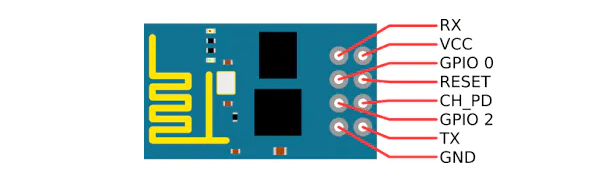 RX
VCC
GPIO 0
RESET
CH_PD
GPIO 2
TX
GND